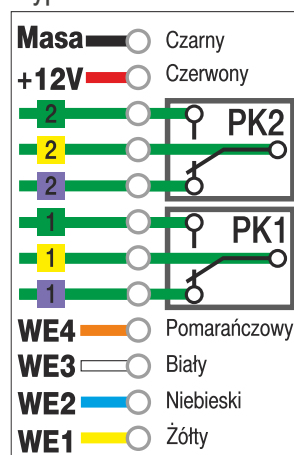 Masa Czarny
+12V Czerwony
2 PK2
2
2
1 PK1
1
1
WE4 Pomarańczowy
WE3 Biały
WE2 Niebieski
WE1 Żółty